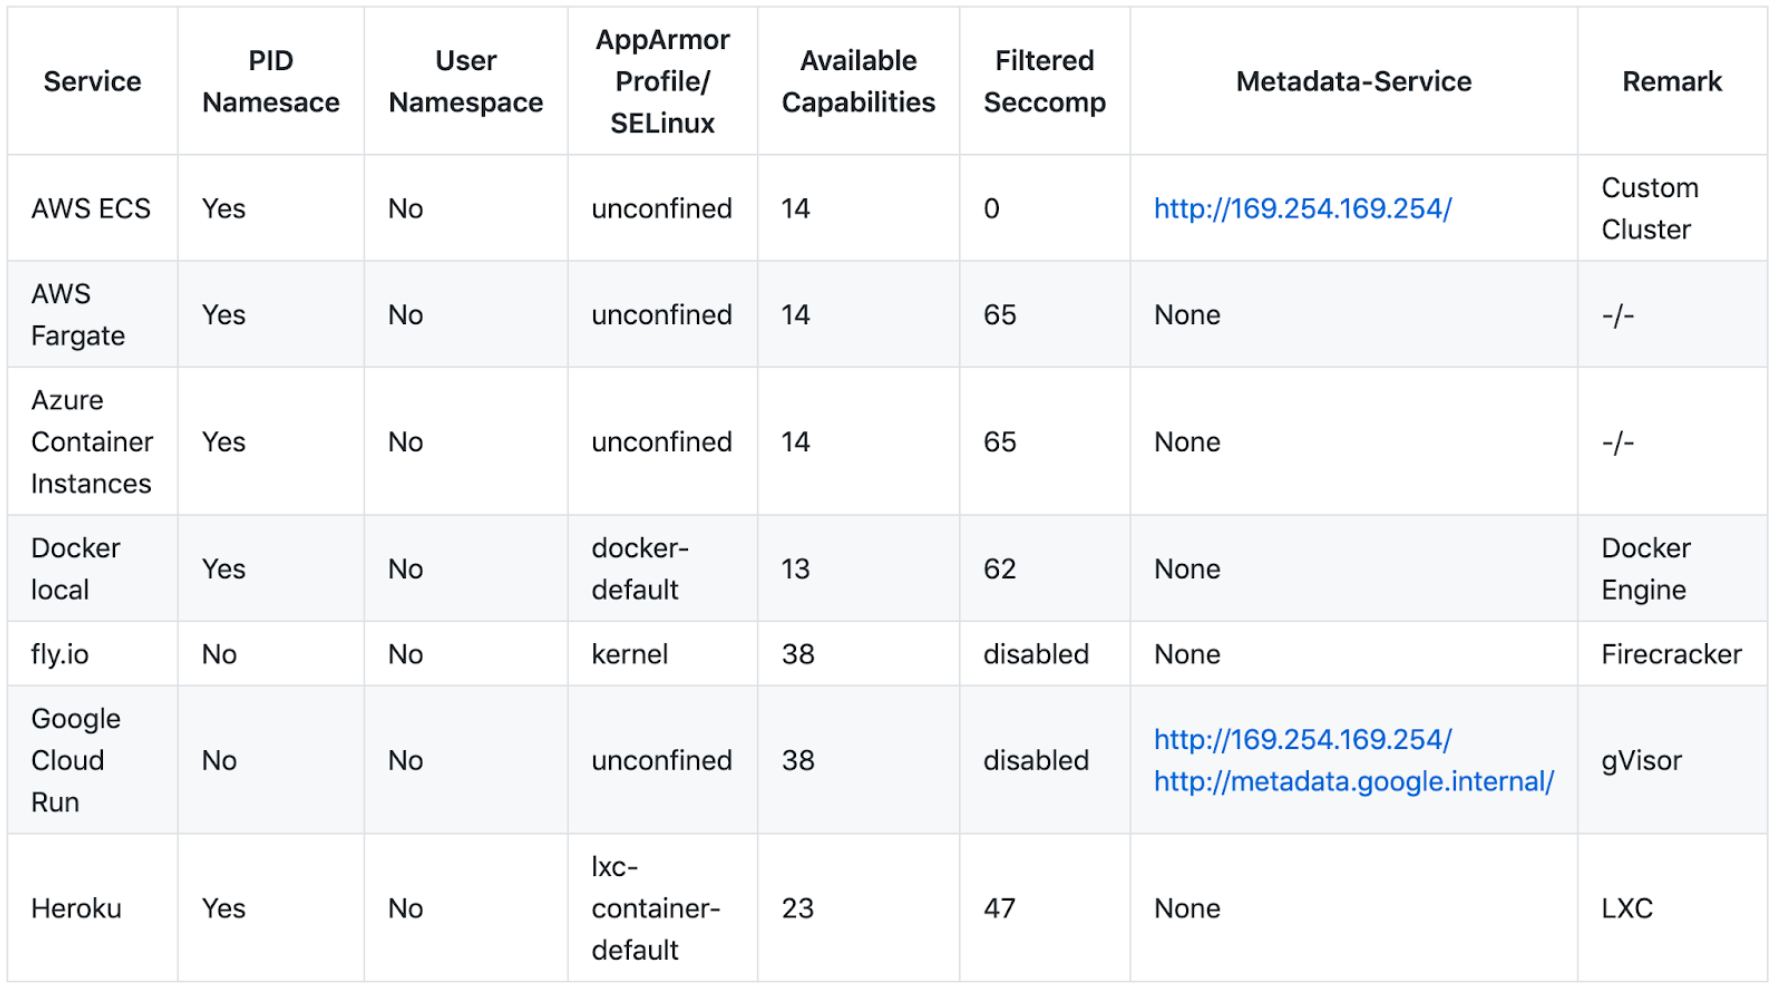 Service
PID
Namesace
User
Namespace
AppArmor
Profile/
SELinux
Available
Capabilities
Filtered
Seccomp
Metadata-Service
Remark
AWS ECS
Yes
No
unconfined
14
0
http://169.254.169.254/
Custom
Cluster
AWS
Fargate
Yes
No
unconfined
14
65
None
-/-
Azure
Container
Instances
Yes
No
unconfined
14
65
None
-/-
Docker
local
Yes
No
docker-
default
13
62
None
Docker
Engine
fly.io
No
No
kernel
38
disabled
None
Firecracker
Google
Cloud
Run
No
No
unconfined
38
disabled
http://169.254.169.254/
http://metadata.google.internal/
gVisor
Heroku
Yes
No
lxc-
container-
default
23
47
None
LXC